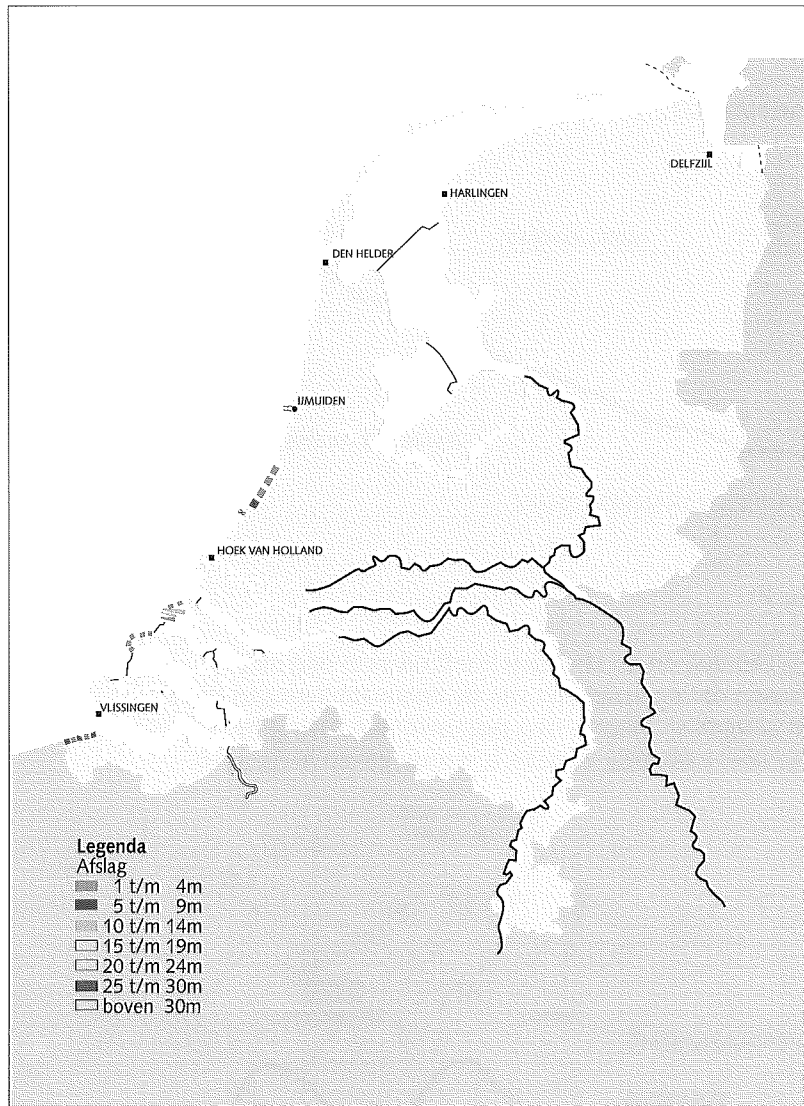 DELFZIJL
HARLINGEN
DEN HELDER
IJMUIDEN
HOEK VAN HOLLAND
VLISSINGEN
Legenda
Afslag
1 t/m 4m
5 t/m 9m
10 t/m 14m
15 t/m 19m
20 t/m 24m
25 t/m 30m
boven 30m